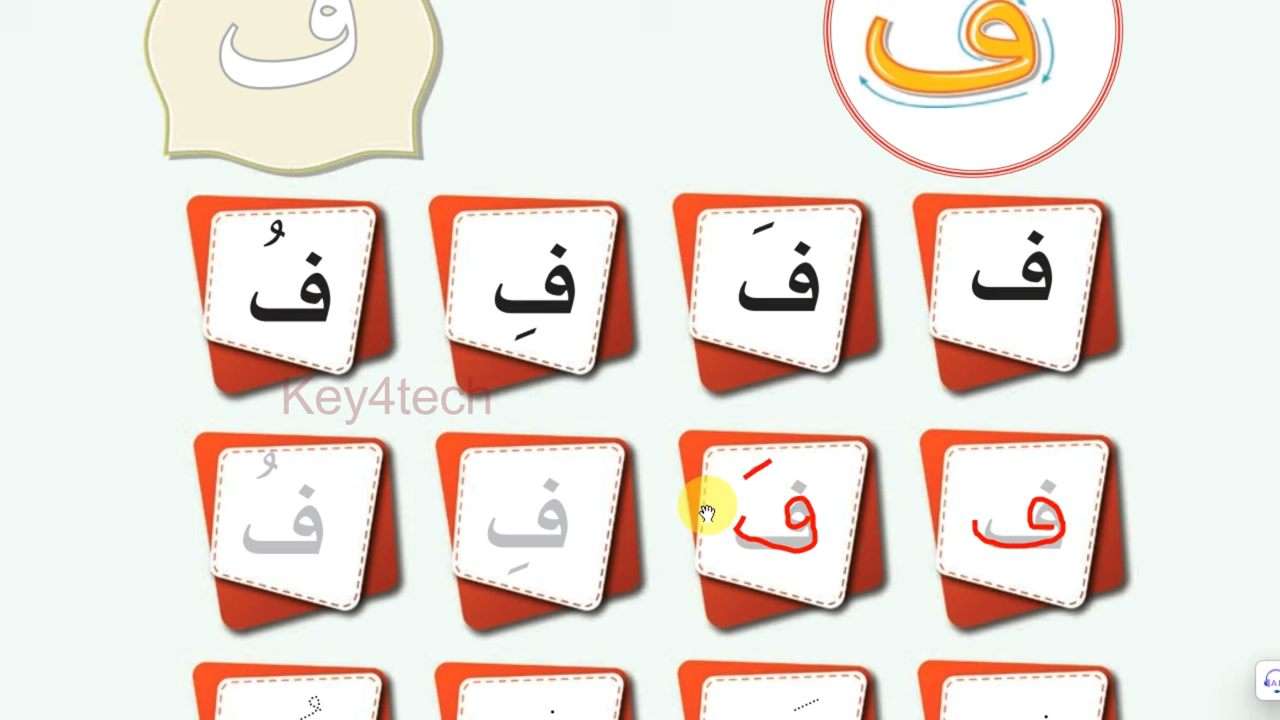 ف ف
ف فَ فِ فُ
Key4tech
ف فَ فِ فُ